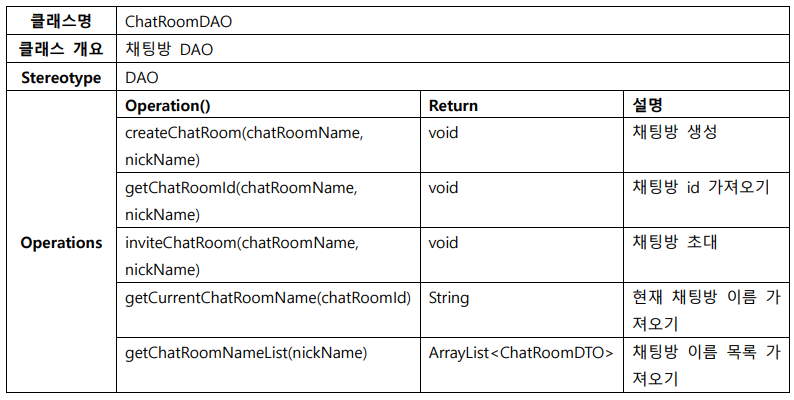 클래스명 ChatRoomDAO
클래스 개요 채팅방 DAO
Stereotype DAO
Operations
Operation() Return 설명
createChatRoom(chatRoomName, void 채팅방 생성
nickName)
getChatRoomId(chatRoomName, void 채팅방 id 가져오기
nickName)
inviteChatRoom(chatRoomName, void 채팅방 초대
nickName)
getCurrentChatRoomName(chatRoomId) String 현재 채팅방 이름 가
져오기
getChatRoomNameList(nickName) ArrayList<ChatRoomDTO> 채팅방 이름 목록 가
져오기